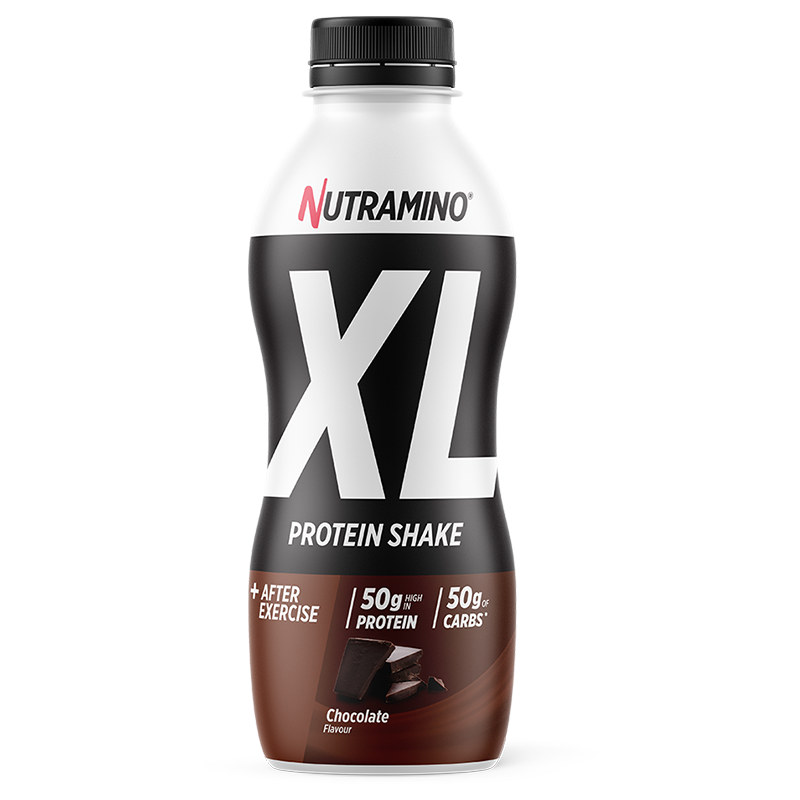 NUTRAMINO®
XL
PROTEIN SHAKE
+ AFTER
EXERCISE
50g HIGH IN
PROTEIN
50g OF
CARBS*
Chocolate
Flavour